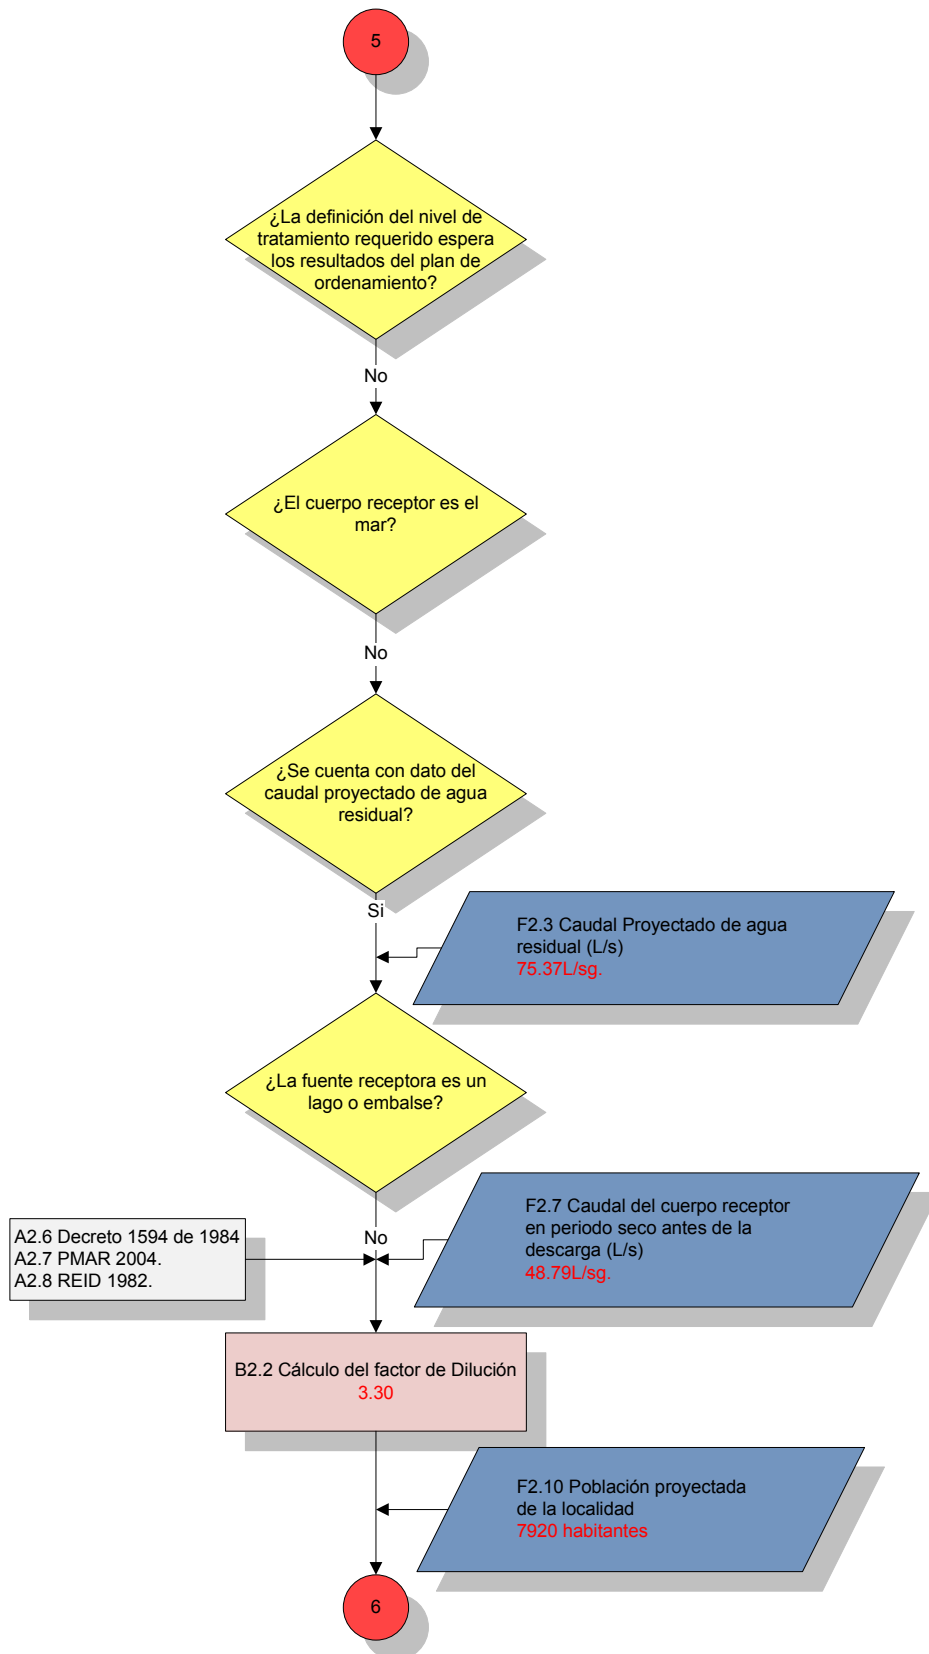 5
¿La definición del nivel de
tratamiento requerido espera
los resultados del plan de
ordenamiento?
No
¿El cuerpo receptor es el
mar?
No
¿Se cuenta con dato del
caudal proyectado de agua
residual?
Si
F2.3 Caudal Proyectado de agua
residual (L/s)
75.37L/sg.
¿La fuente receptora es un
lago o embalse?
No
F2.7 Caudal del cuerpo receptor
en periodo seco antes de la
descarga (L/s)
48.79L/sg.
A2.6 Decreto 1594 de 1984
A2.7 PMAR 2004.
A2.8 REID 1982.
B2.2 Cálculo del factor de Dilución
3.30
F2.10 Población proyectada
de la localidad
7920 habitantes
6